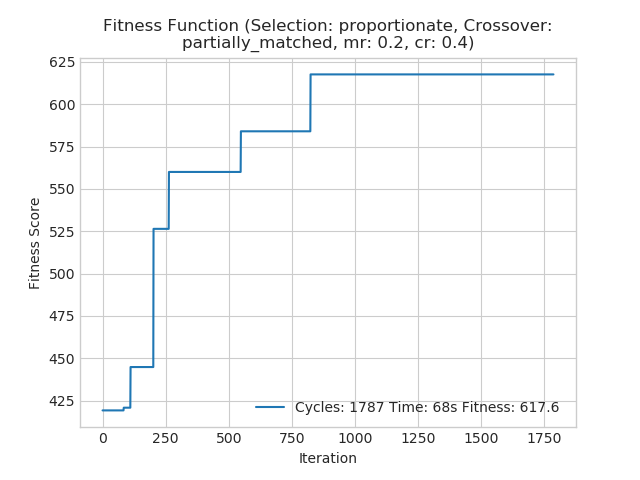 Fitness Function (Selection: proportionate, Crossover:
partially_matched, mr: 0.2, cr: 0.4)
Fitness Score
625
600
575
550
525
500
475
450
425
Cycles: 1787 Time: 68s Fitness: 617.6
0 250 500 750 1000 1250 1500 1750
Iteration